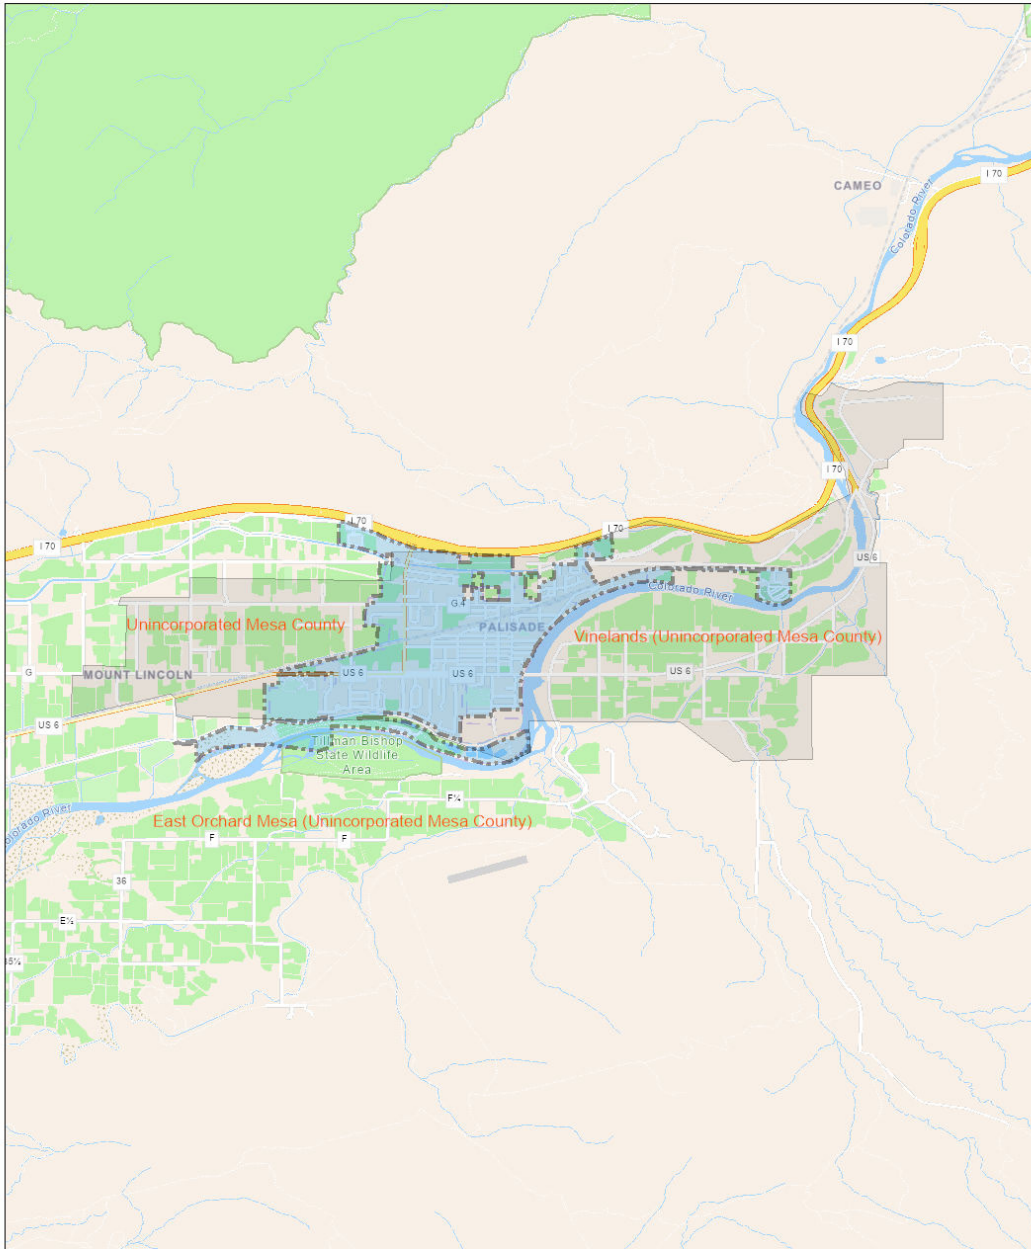 I 70
CAMEO
Colorado River
I 70
I 70
I 70
I 70
I 70
US 6
Colorado River
G.4
Unincorporated Mesa County
PALISADE
Vinelands (Unincorporated Mesa County)
G
MOUNT LINCOLN
US 6
US 6
US 6
US 6
Tillman Bishop
State Wildlife
Area
F¼
Colorado River
East Orchard Mesa (Unincorporated Mesa County)
F
F
36
E½